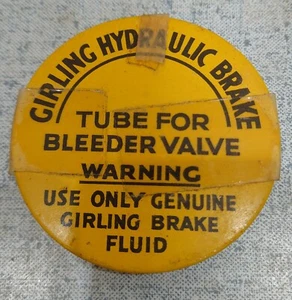 GIRLING HYDRAULIC BRAKE
TUBE FOR
BLEEDER VALVE
WARNING
USE ONLY GENUINE
GIRLING BRAKE
FLUID